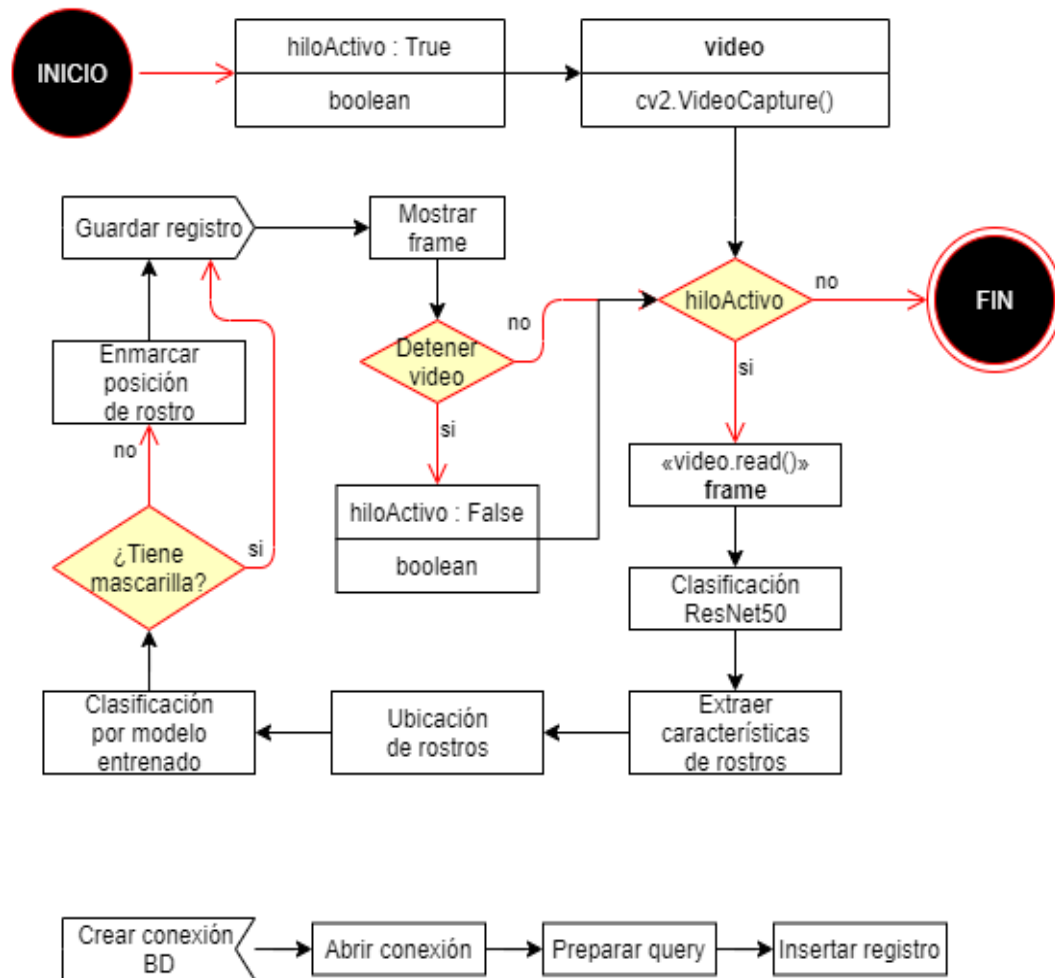 INICIO
hiloActivo : True
boolean
video
cv2.VideoCapture()
Guardar registro
Mostrar
frame
hiloActivo
no
FIN
Detener
video
no
si
si
Enmarcar
posición
de rostro
no
«video.read()»
frame
hiloActivo : False
boolean
¿Tiene
mascarilla?
si
Clasificación
ResNet50
Clasificación
por modelo
entrenado
Ubicación
de rostros
Extraer
características
de rostros
Crear conexión
BD
Abrir conexión
Preparar query
Insertar registro